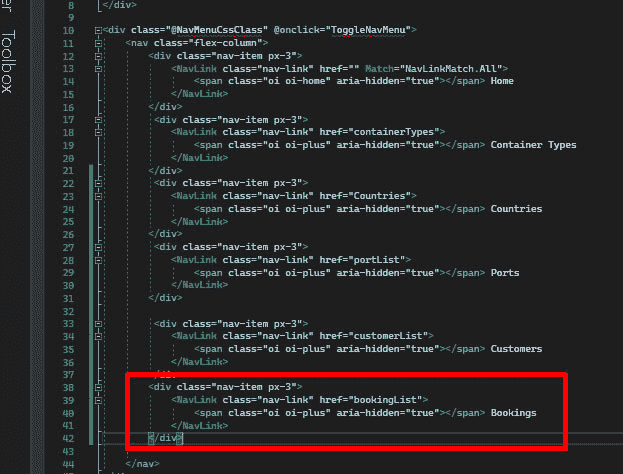 er
Toolbox
8 </div>
9
10 <div class="@NavMenuCssClass" @onclick="ToggleNavMenu">
11 <nav class="flex-column">
12 <div class="nav-item px-3">
13 <NavLink class="nav-link" href="" Match="NavLinkMatch.All">
14 <span class="oi oi-home" aria-hidden="true"></span> Home
15 </NavLink>
16 </div>
17 <div class="nav-item px-3">
18 <NavLink class="nav-link" href="containerTypes">
19 <span class="oi oi-plus" aria-hidden="true"></span> Container Types
20 </NavLink>
21 </div>
22 <div class="nav-item px-3">
23 <NavLink class="nav-link" href="Countries">
24 <span class="oi oi-plus" aria-hidden="true"></span> Countries
25 </NavLink>
26 </div>
27 <div class="nav-item px-3">
28 <NavLink class="nav-link" href="portList">
29 <span class="oi oi-plus" aria-hidden="true"></span> Ports
30 </NavLink>
31 </div>
32
33 <div class="nav-item px-3">
34 <NavLink class="nav-link" href="customerList">
35 <span class="oi oi-plus" aria-hidden="true"></span> Customers
36 </NavLink>
37
38 <div class="nav-item px-3">
39 <NavLink class="nav-link" href="bookingList">
40 <span class="oi oi-plus" aria-hidden="true"></span> Bookings
41 </NavLink>
42 </div>
43
44 </nav>